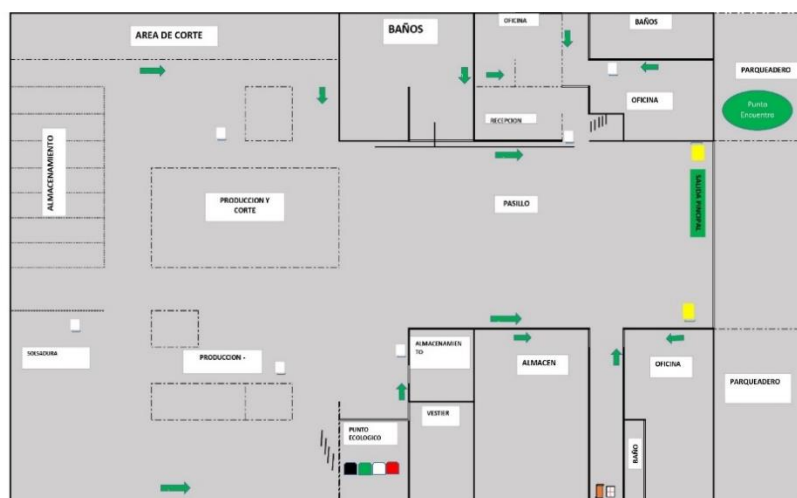 AREA DE CORTE
BAÑOS
OFICINA
BAÑOS
PARQUEADERO
Punto
Encuentro
OFICINA
RECEPCION
ALMACENAMIENTO
PRODUCCION Y
CORTE
PASILLO
SALIDA PRINCIPAL
SOLSADURA
PRODUCCION -
ALMACENAMIEN
TO
ALMACEN
OFICINA
PARQUEADERO
PUNTO
ECOLOGICO
VESTIER
BAÑO